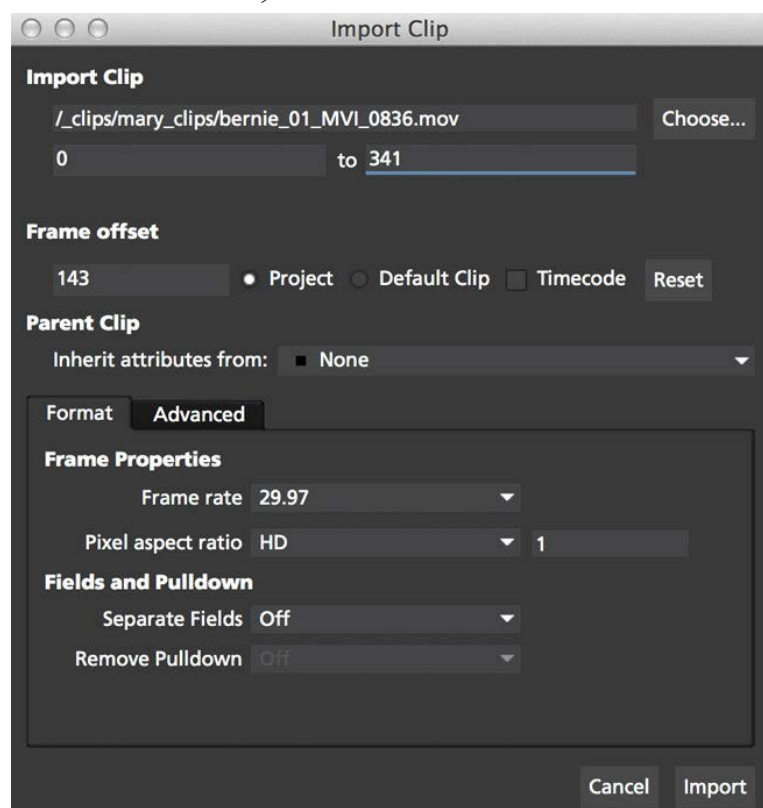 Import Clip
Import Clip
/_clips/mary_clips/bernie_01_MVI_0836.mov Choose...
0 to 341
Frame offset
143 Project Default Clip Timecode Reset
Parent Clip
Inherit attributes from: None
Format Advanced
Frame Properties
Frame rate 29.97
Pixel aspect ratio HD 1
Fields and Pulldown
Separate Fields Off
Remove Pulldown Off
Cancel Import